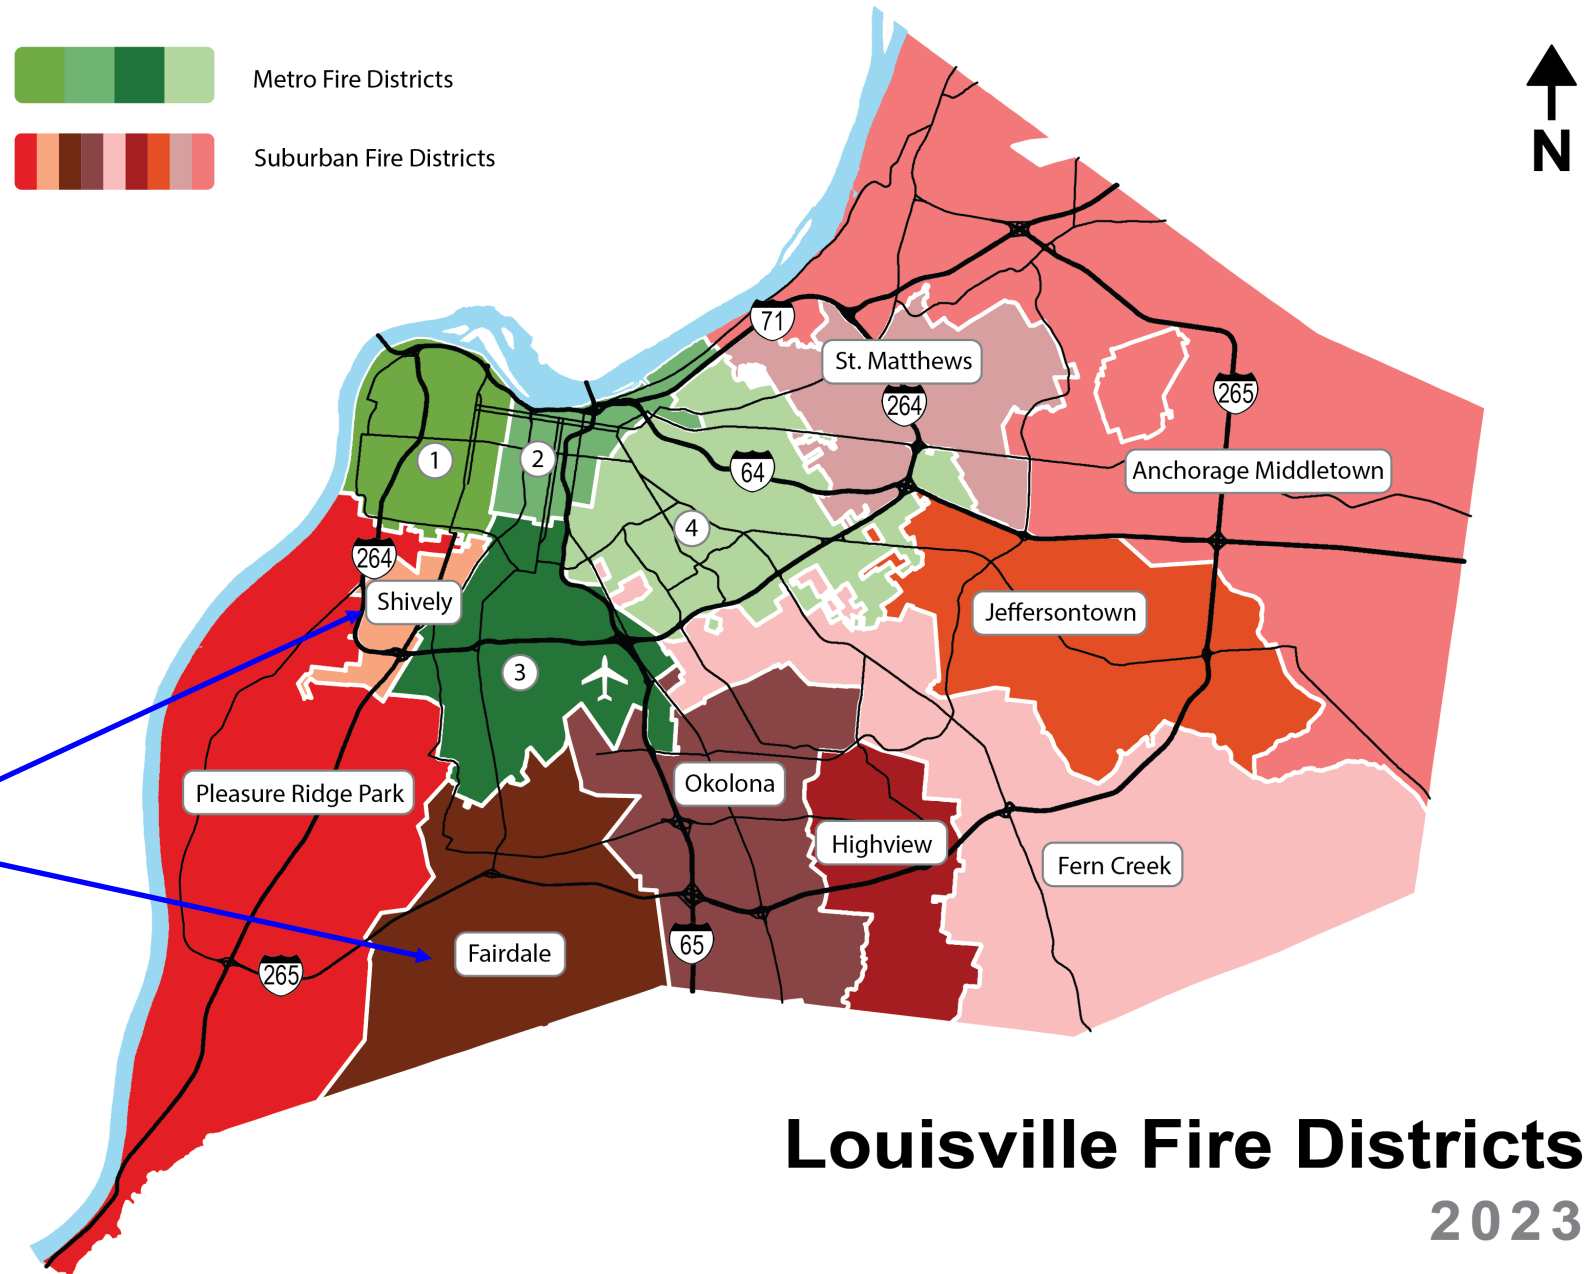 Metro Fire Districts
Suburban Fire Districts
N
71
St. Matthews
264
265
1
2
64
Anchorage Middletown
4
264
Shively
Jeffersontown
3
Pleasure Ridge Park
Okolona
Highview
Fern Creek
65
Fairdale
265
Louisville Fire Districts
2023